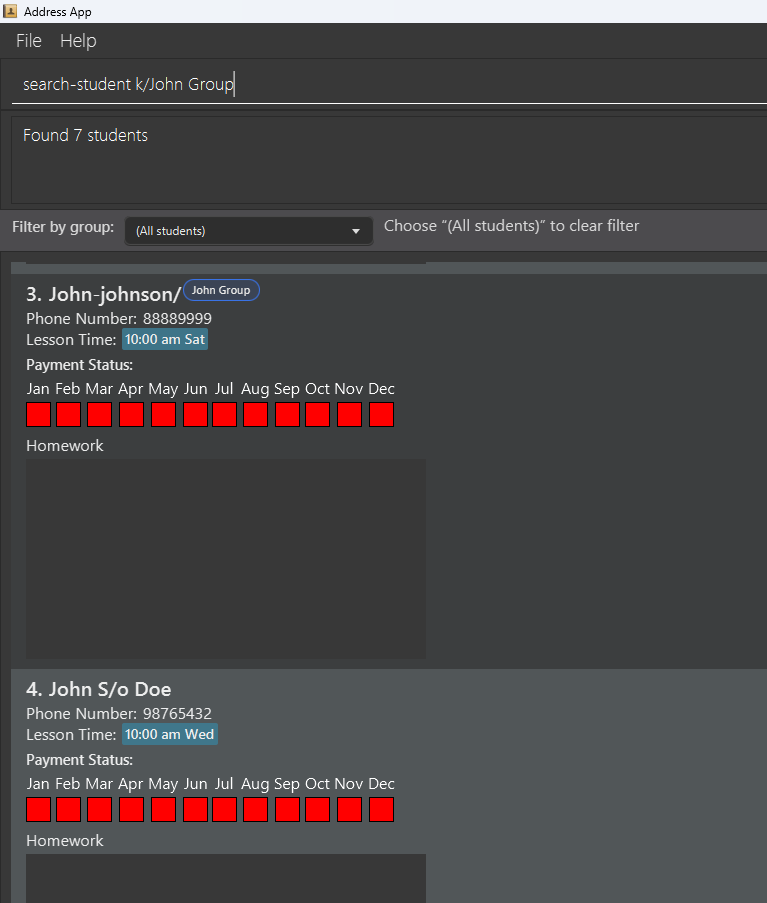 Address App
File Help
search-student k/John Group
Found 7 students
Filter by group: (All students) Choose “(All students)” to clear filter
3. John-johnson/ John Group
Phone Number: 88889999
Lesson Time: 10:00 am Sat
Payment Status:
Jan Feb Mar Apr May Jun Jul Aug Sep Oct Nov Dec
Homework
4. John S/o Doe
Phone Number: 98765432
Lesson Time: 10:00 am Wed
Payment Status:
Jan Feb Mar Apr May Jun Jul Aug Sep Oct Nov Dec
Homework